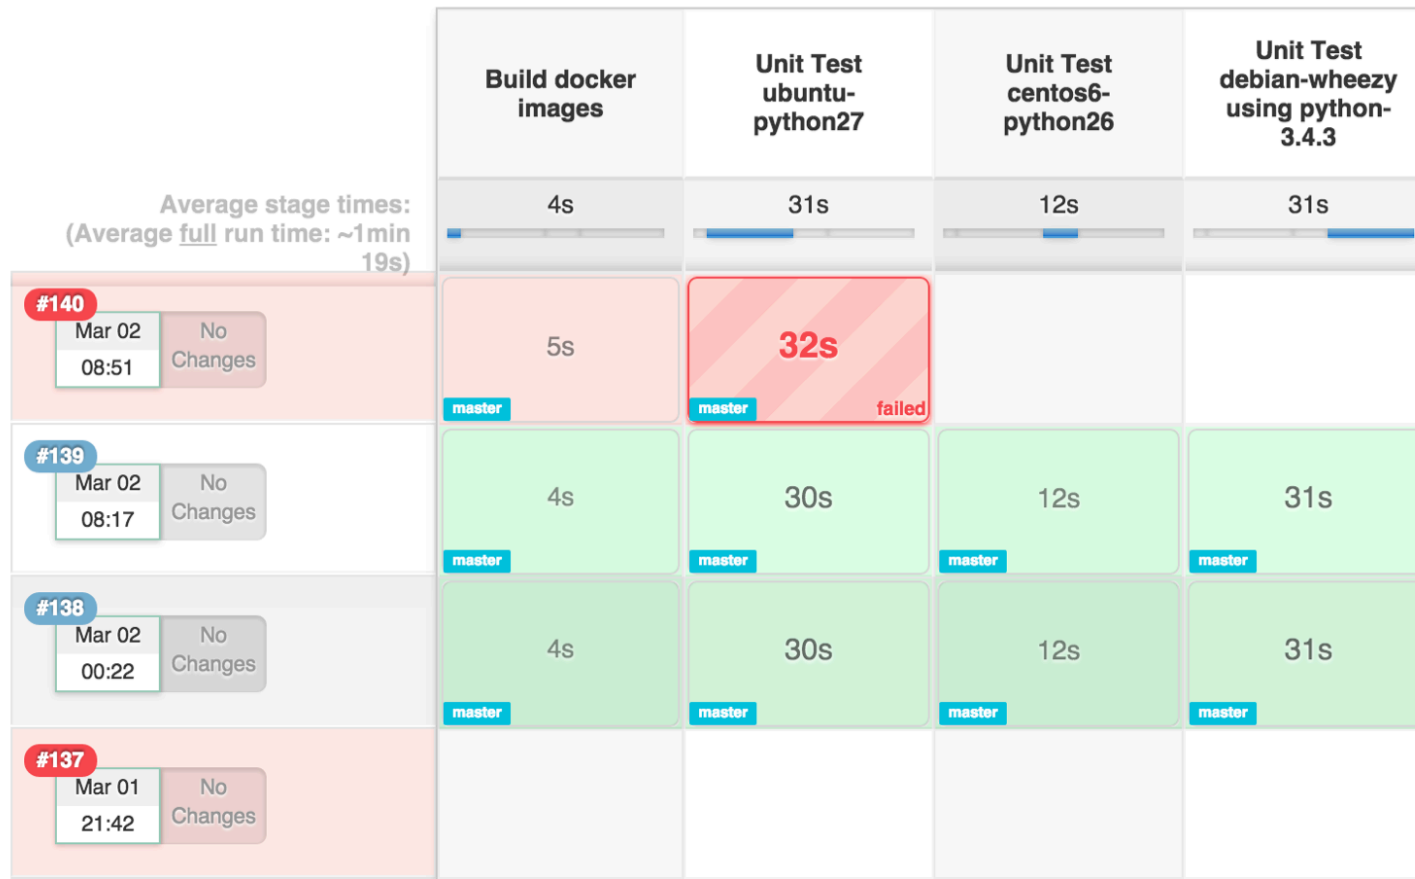 Build docker
images
Unit Test
ubuntu-
python27
Unit Test
centos6-
python26
Unit Test
debian-wheezy
using python-
3.4.3
Average stage times:
(Average full run time: ~1min
19s)
4s
31s
12s
31s
#140
Mar 02
08:51
No
Changes
5s
master
32s
master
failed
#139
Mar 02
08:17
No
Changes
4s
master
30s
master
12s
master
31s
master
#138
Mar 02
00:22
No
Changes
4s
master
30s
master
12s
master
31s
master
#137
Mar 01
21:42
No
Changes